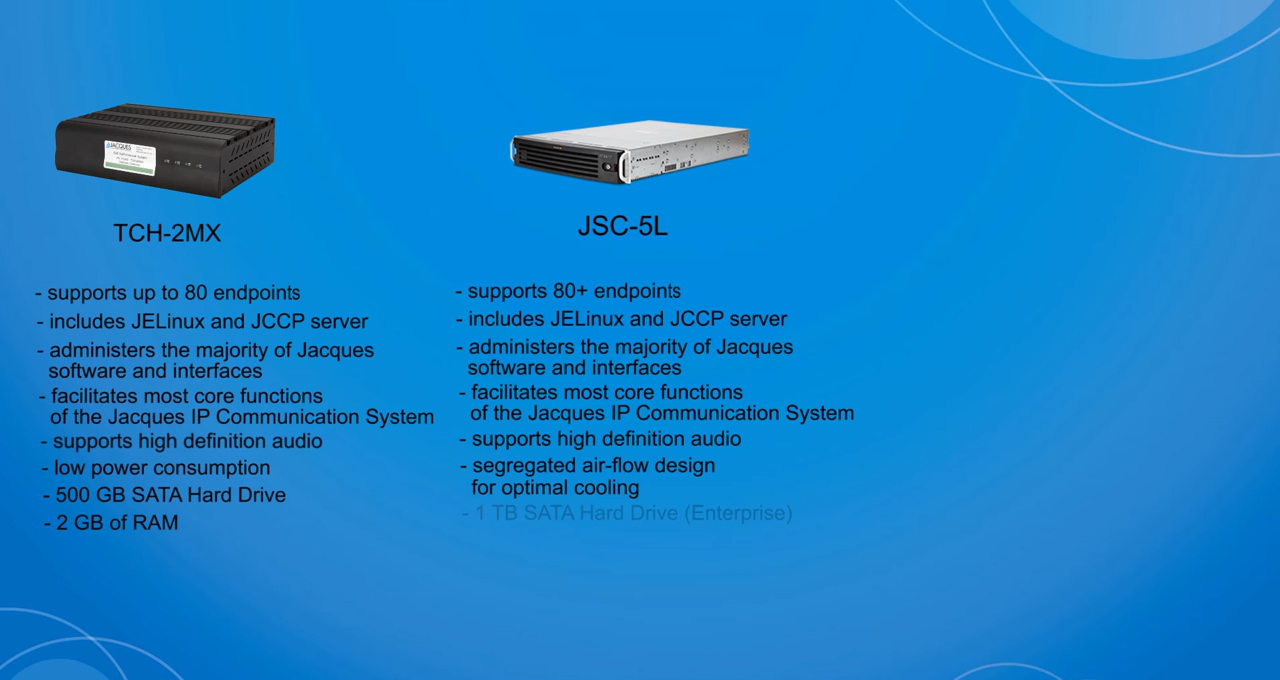 JACQUES
TCH-2MX
- supports up to 80 endpoints
- includes JELinux and JCCP server
- administers the majority of Jacques
software and interfaces
- facilitates most core functions
of the Jacques IP Communication System
- supports high definition audio
- low power consumption
- 500 GB SATA Hard Drive
- 2 GB of RAM
JSC-5L
- supports 80+ endpoints
- includes JELinux and JCCP server
- administers the majority of Jacques
software and interfaces
- facilitates most core functions
of the Jacques IP Communication System
- supports high definition audio
- segregated air-flow design
for optimal cooling
- 1 TB SATA Hard Drive (Enterprise)